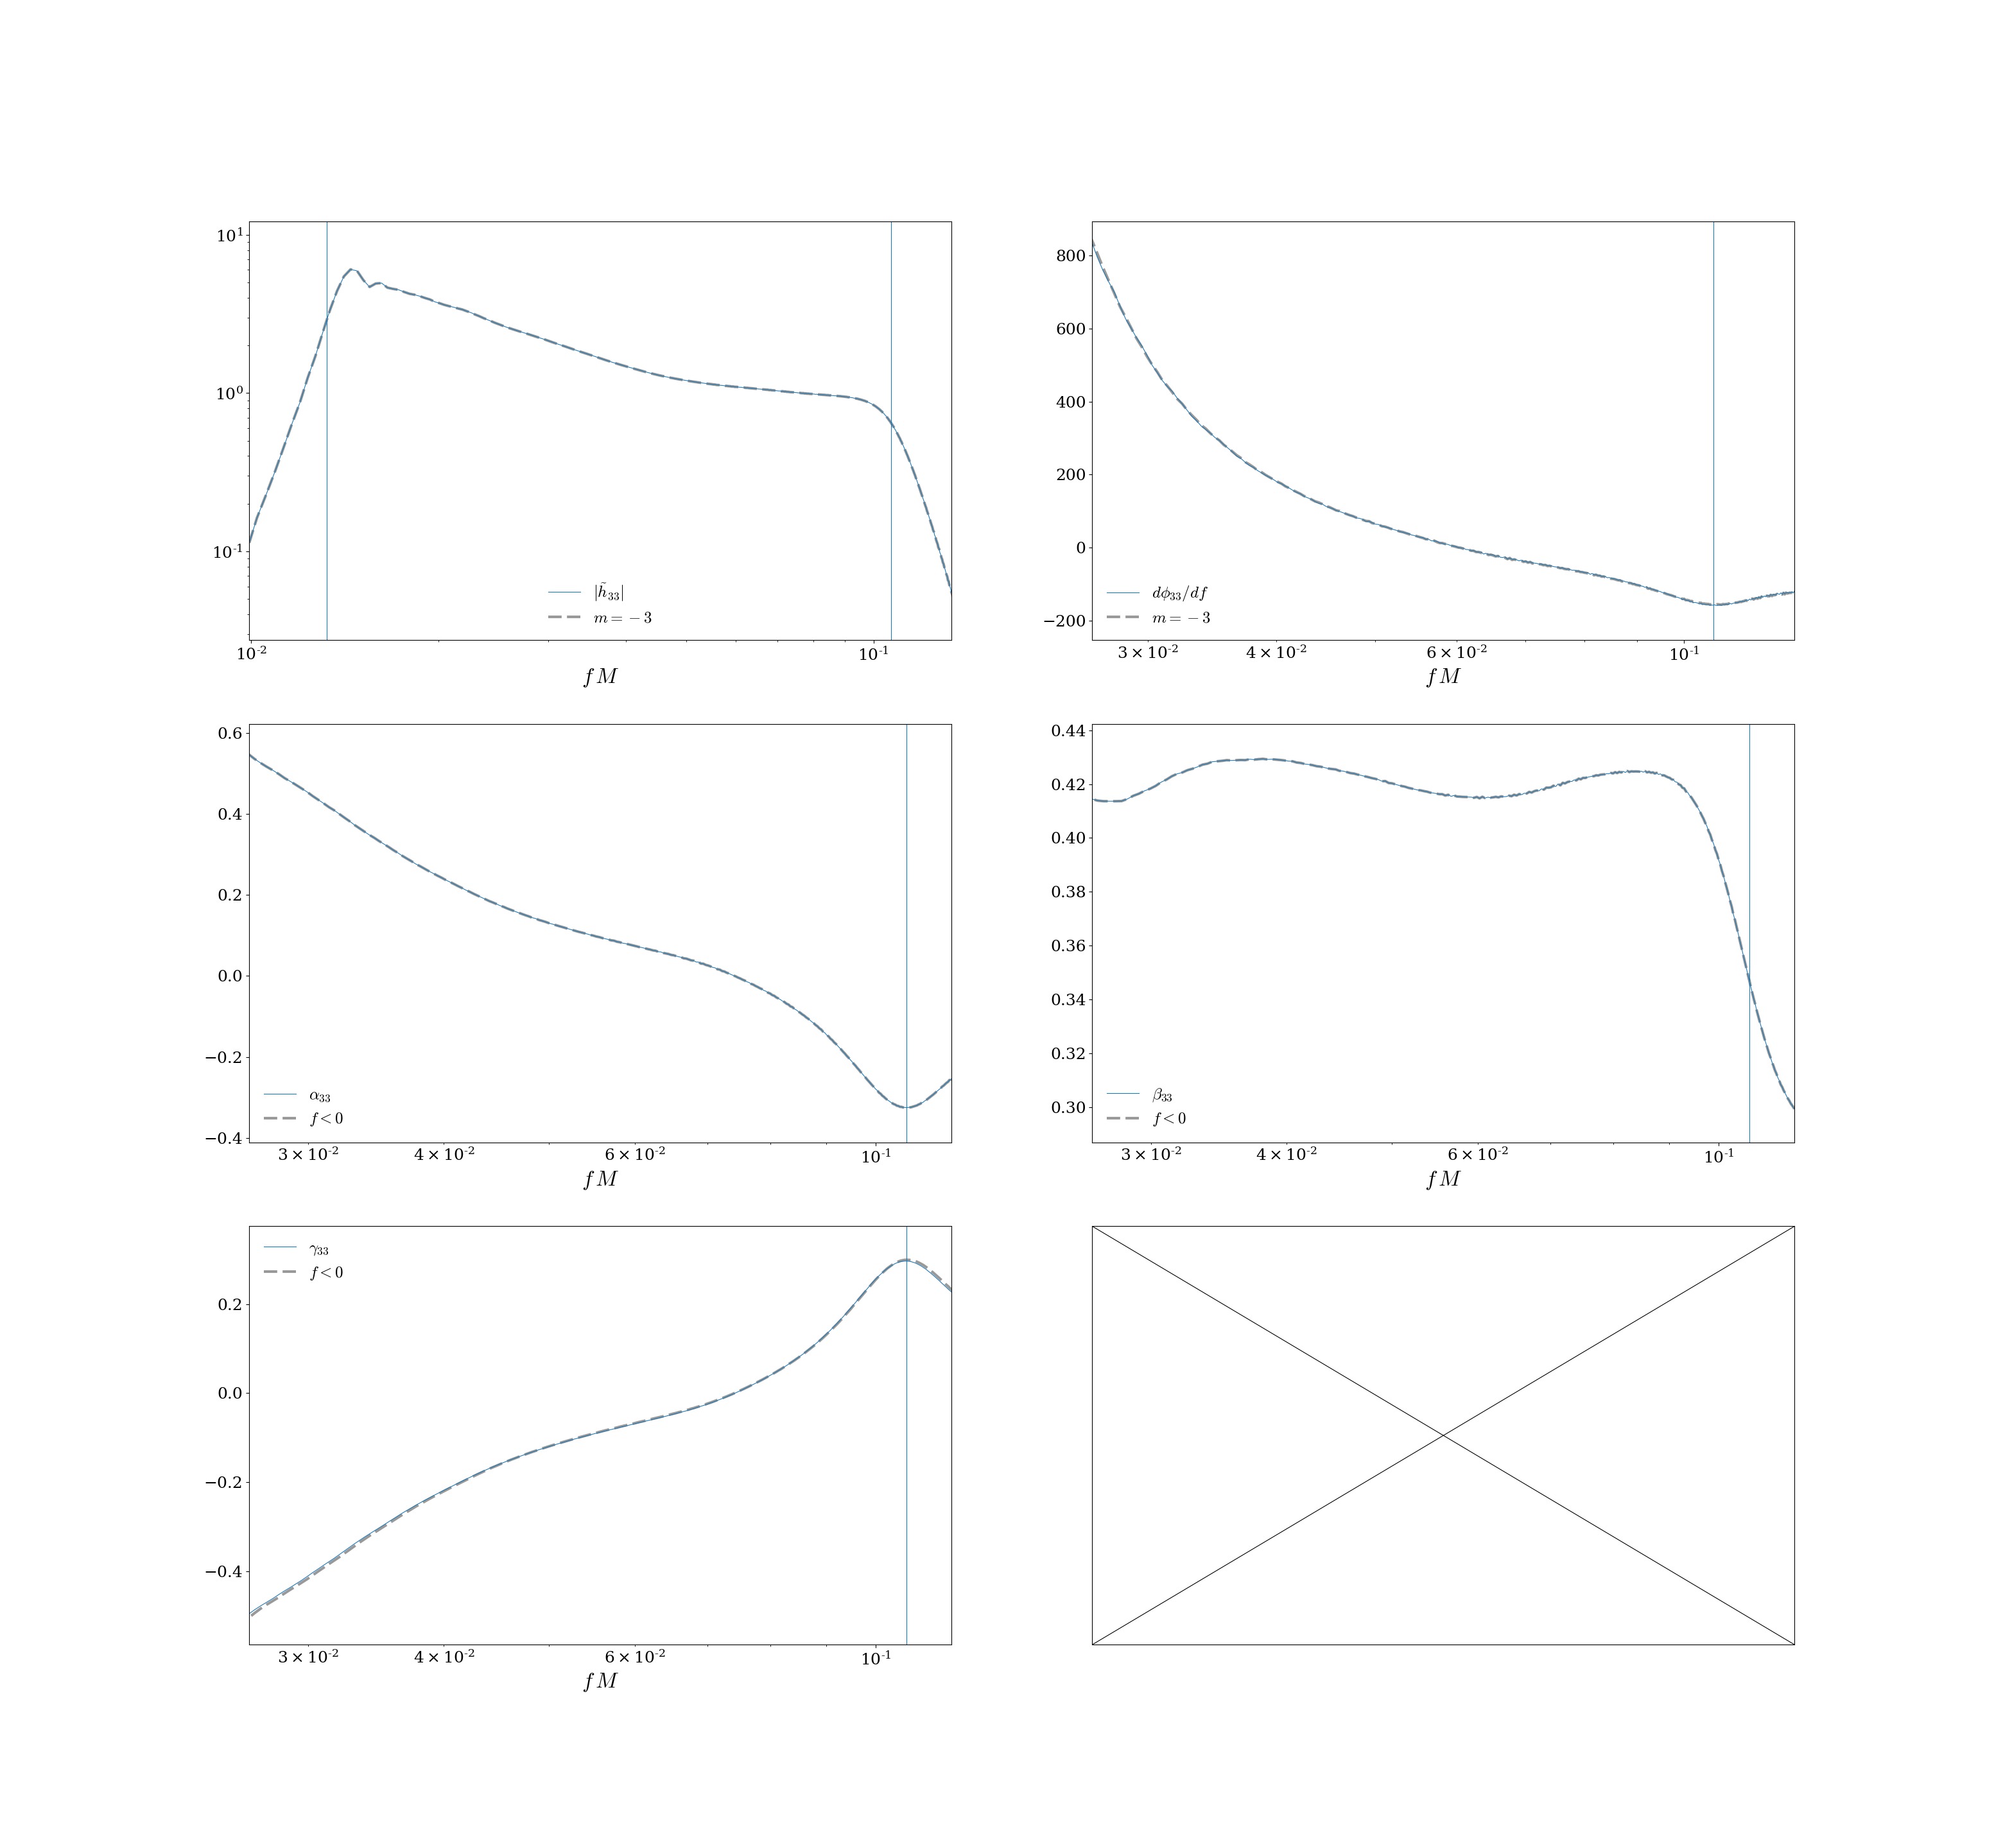 10¹
10⁰
10⁻¹
|h̃₃₃|
m = −3
10⁻² 10⁻¹
fM
800
600
400
200
0
−200
dϕ₃₃/df
m = −3
3 × 10⁻² 4 × 10⁻² 6 × 10⁻² 10⁻¹
fM
0.6
0.4
0.2
0.0
−0.2
−0.4
α₃₃
f < 0
3 × 10⁻² 4 × 10⁻² 6 × 10⁻² 10⁻¹
fM
0.44
0.42
0.40
0.38
0.36
0.34
0.32
0.30
β₃₃
f < 0
3 × 10⁻² 4 × 10⁻² 6 × 10⁻² 10⁻¹
fM
γ₃₃
f < 0
0.2
0.0
−0.2
−0.4
3 × 10⁻² 4 × 10⁻² 6 × 10⁻² 10⁻¹
fM